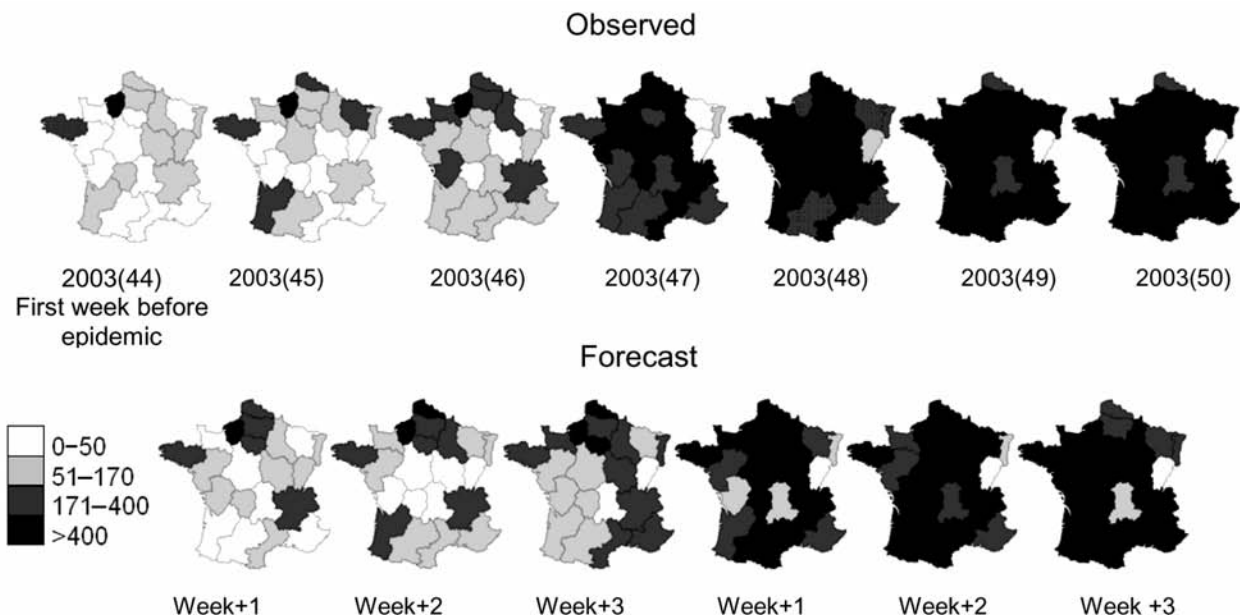 Observed
2003(44)
First week before
epidemic
2003(45)
2003(46)
2003(47)
2003(48)
2003(49)
2003(50)
Forecast
0–50
51–170
171–400
>400
Week+1
Week+2
Week+3
Week+1
Week+2
Week +3